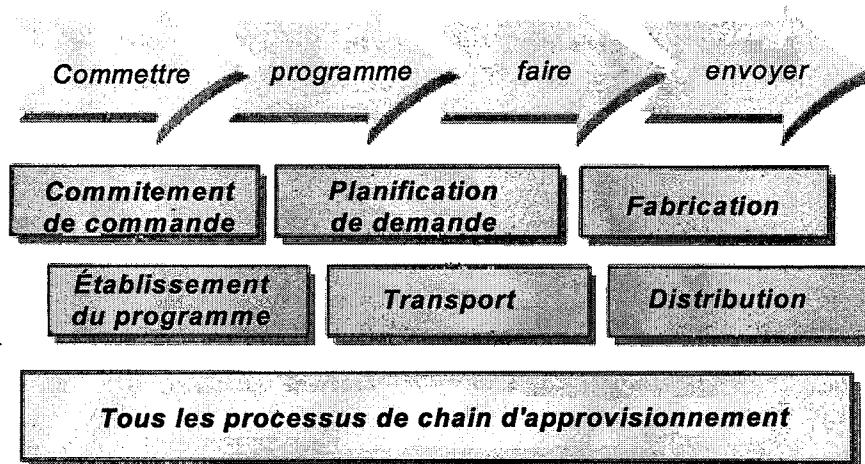 Commettre programme faire envoyer
Commitement
de commande
Planification
de demande
Fabrication
Établissement
du programme
Transport
Distribution
Tous les processus de chain d'approvisionnement